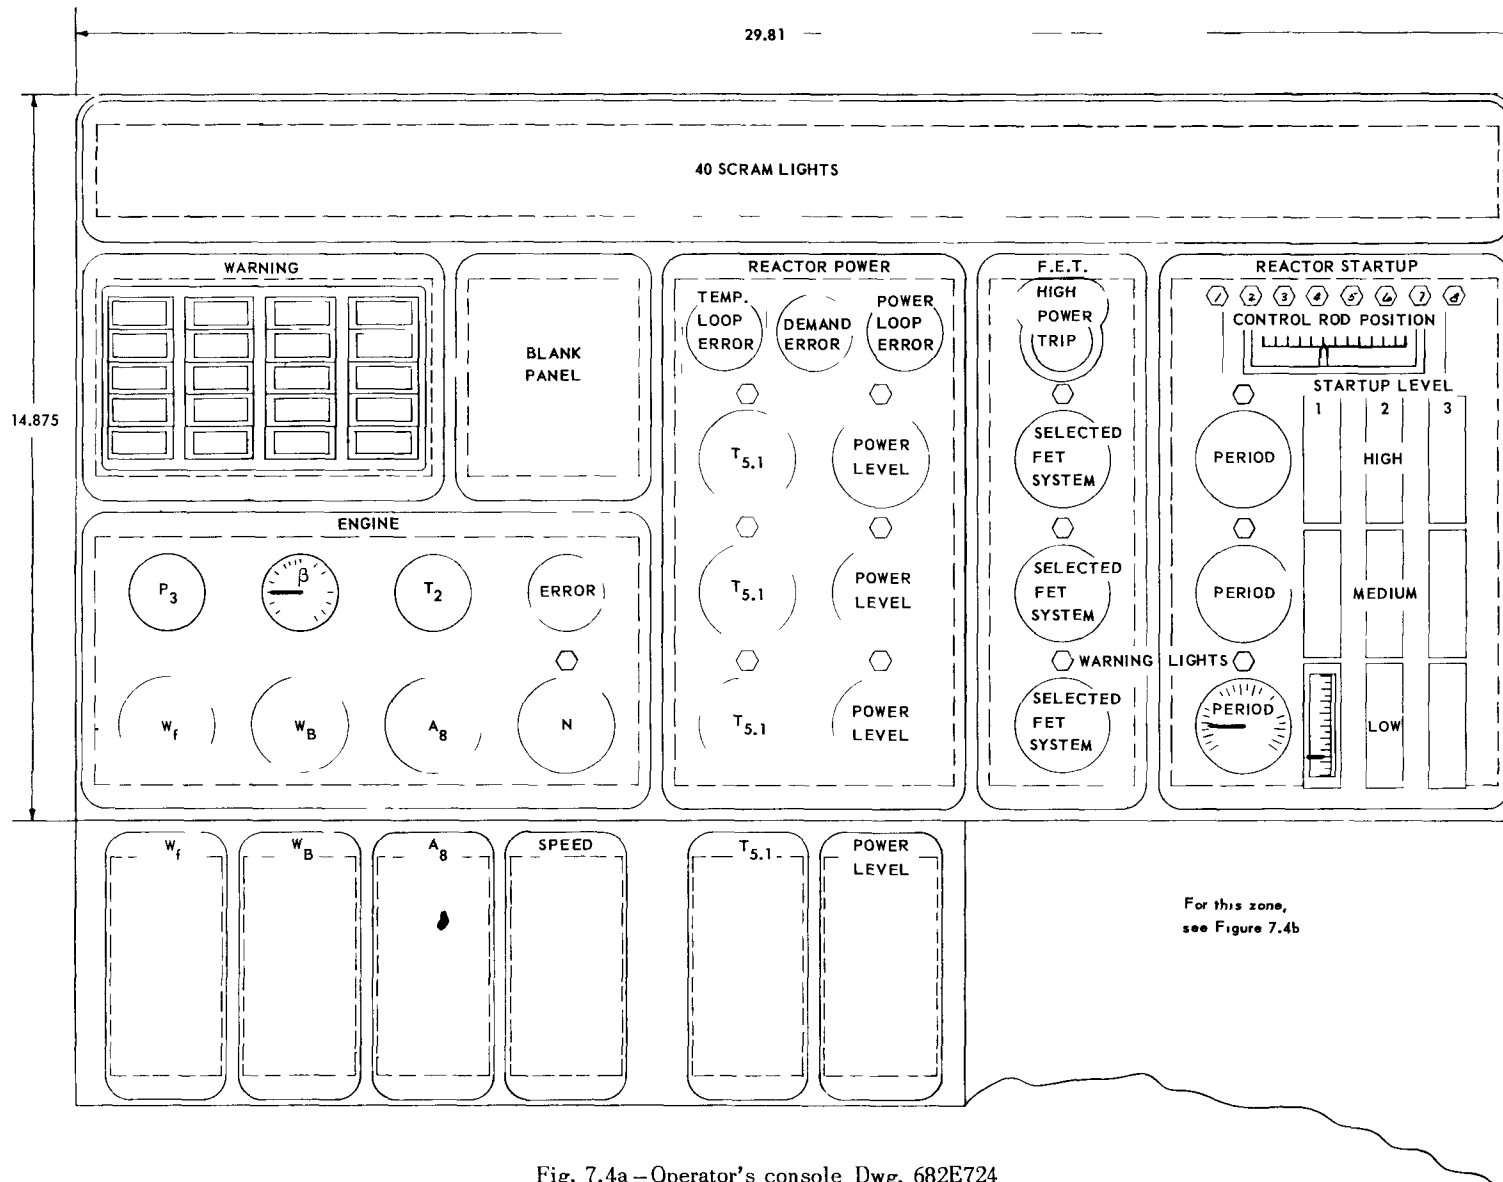 29.81
14.875
40 SCRAM LIGHTS
WARNING
BLANK
PANEL
REACTOR POWER
TEMP.
LOOP
ERROR
DEMAND
ERROR
POWER
LOOP
ERROR
T5.1
POWER
LEVEL
T5.1
POWER
LEVEL
T5.1
POWER
LEVEL
F.E.T.
HIGH
POWER
TRIP
SELECTED
FET
SYSTEM
SELECTED
FET
SYSTEM
WARNING LIGHTS
SELECTED
FET
SYSTEM
REACTOR STARTUP
1 2 3 4 5 6 7 8
CONTROL ROD POSITION
STARTUP LEVEL
1 2 3
PERIOD
HIGH
PERIOD
MEDIUM
PERIOD
LOW
ENGINE
P3
β
T2
ERROR
Wf
WB
A8
N
Wf
WB
A8
SPEED
T5.1
POWER
LEVEL
For this zone,
see Figure 7.4b
Fig. 7.4a – Operator's console Dwg. 682E724